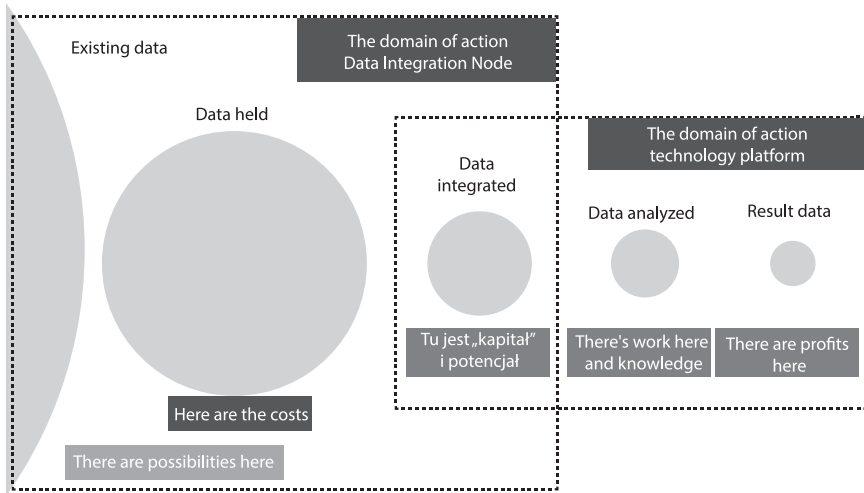 Existing data
The domain of action
Data Integration Node
Data held
The domain of action
technology platform
Data
integrated
Data analyzed
Result data
Tu jest „kapitał”
i potencjał
There's work here
and knowledge
There are profits
here
Here are the costs
There are possibilities here